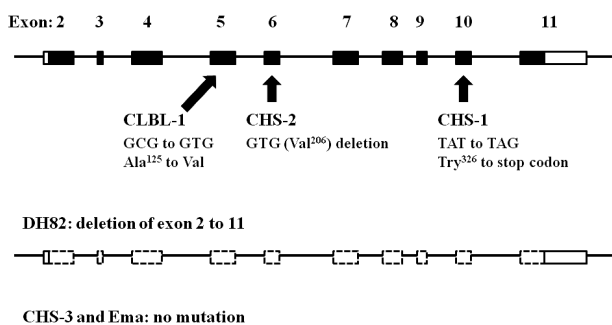 Exon: 2 3 4 5 6 7 8 9 10 11
CLBL-1 CHS-2 CHS-1
GCG to GTG GTG (Val206) deletion TAT to TAG
Ala125 to Val Try326 to stop codon
DH82: deletion of exon 2 to 11
CHS-3 and Ema: no mutation